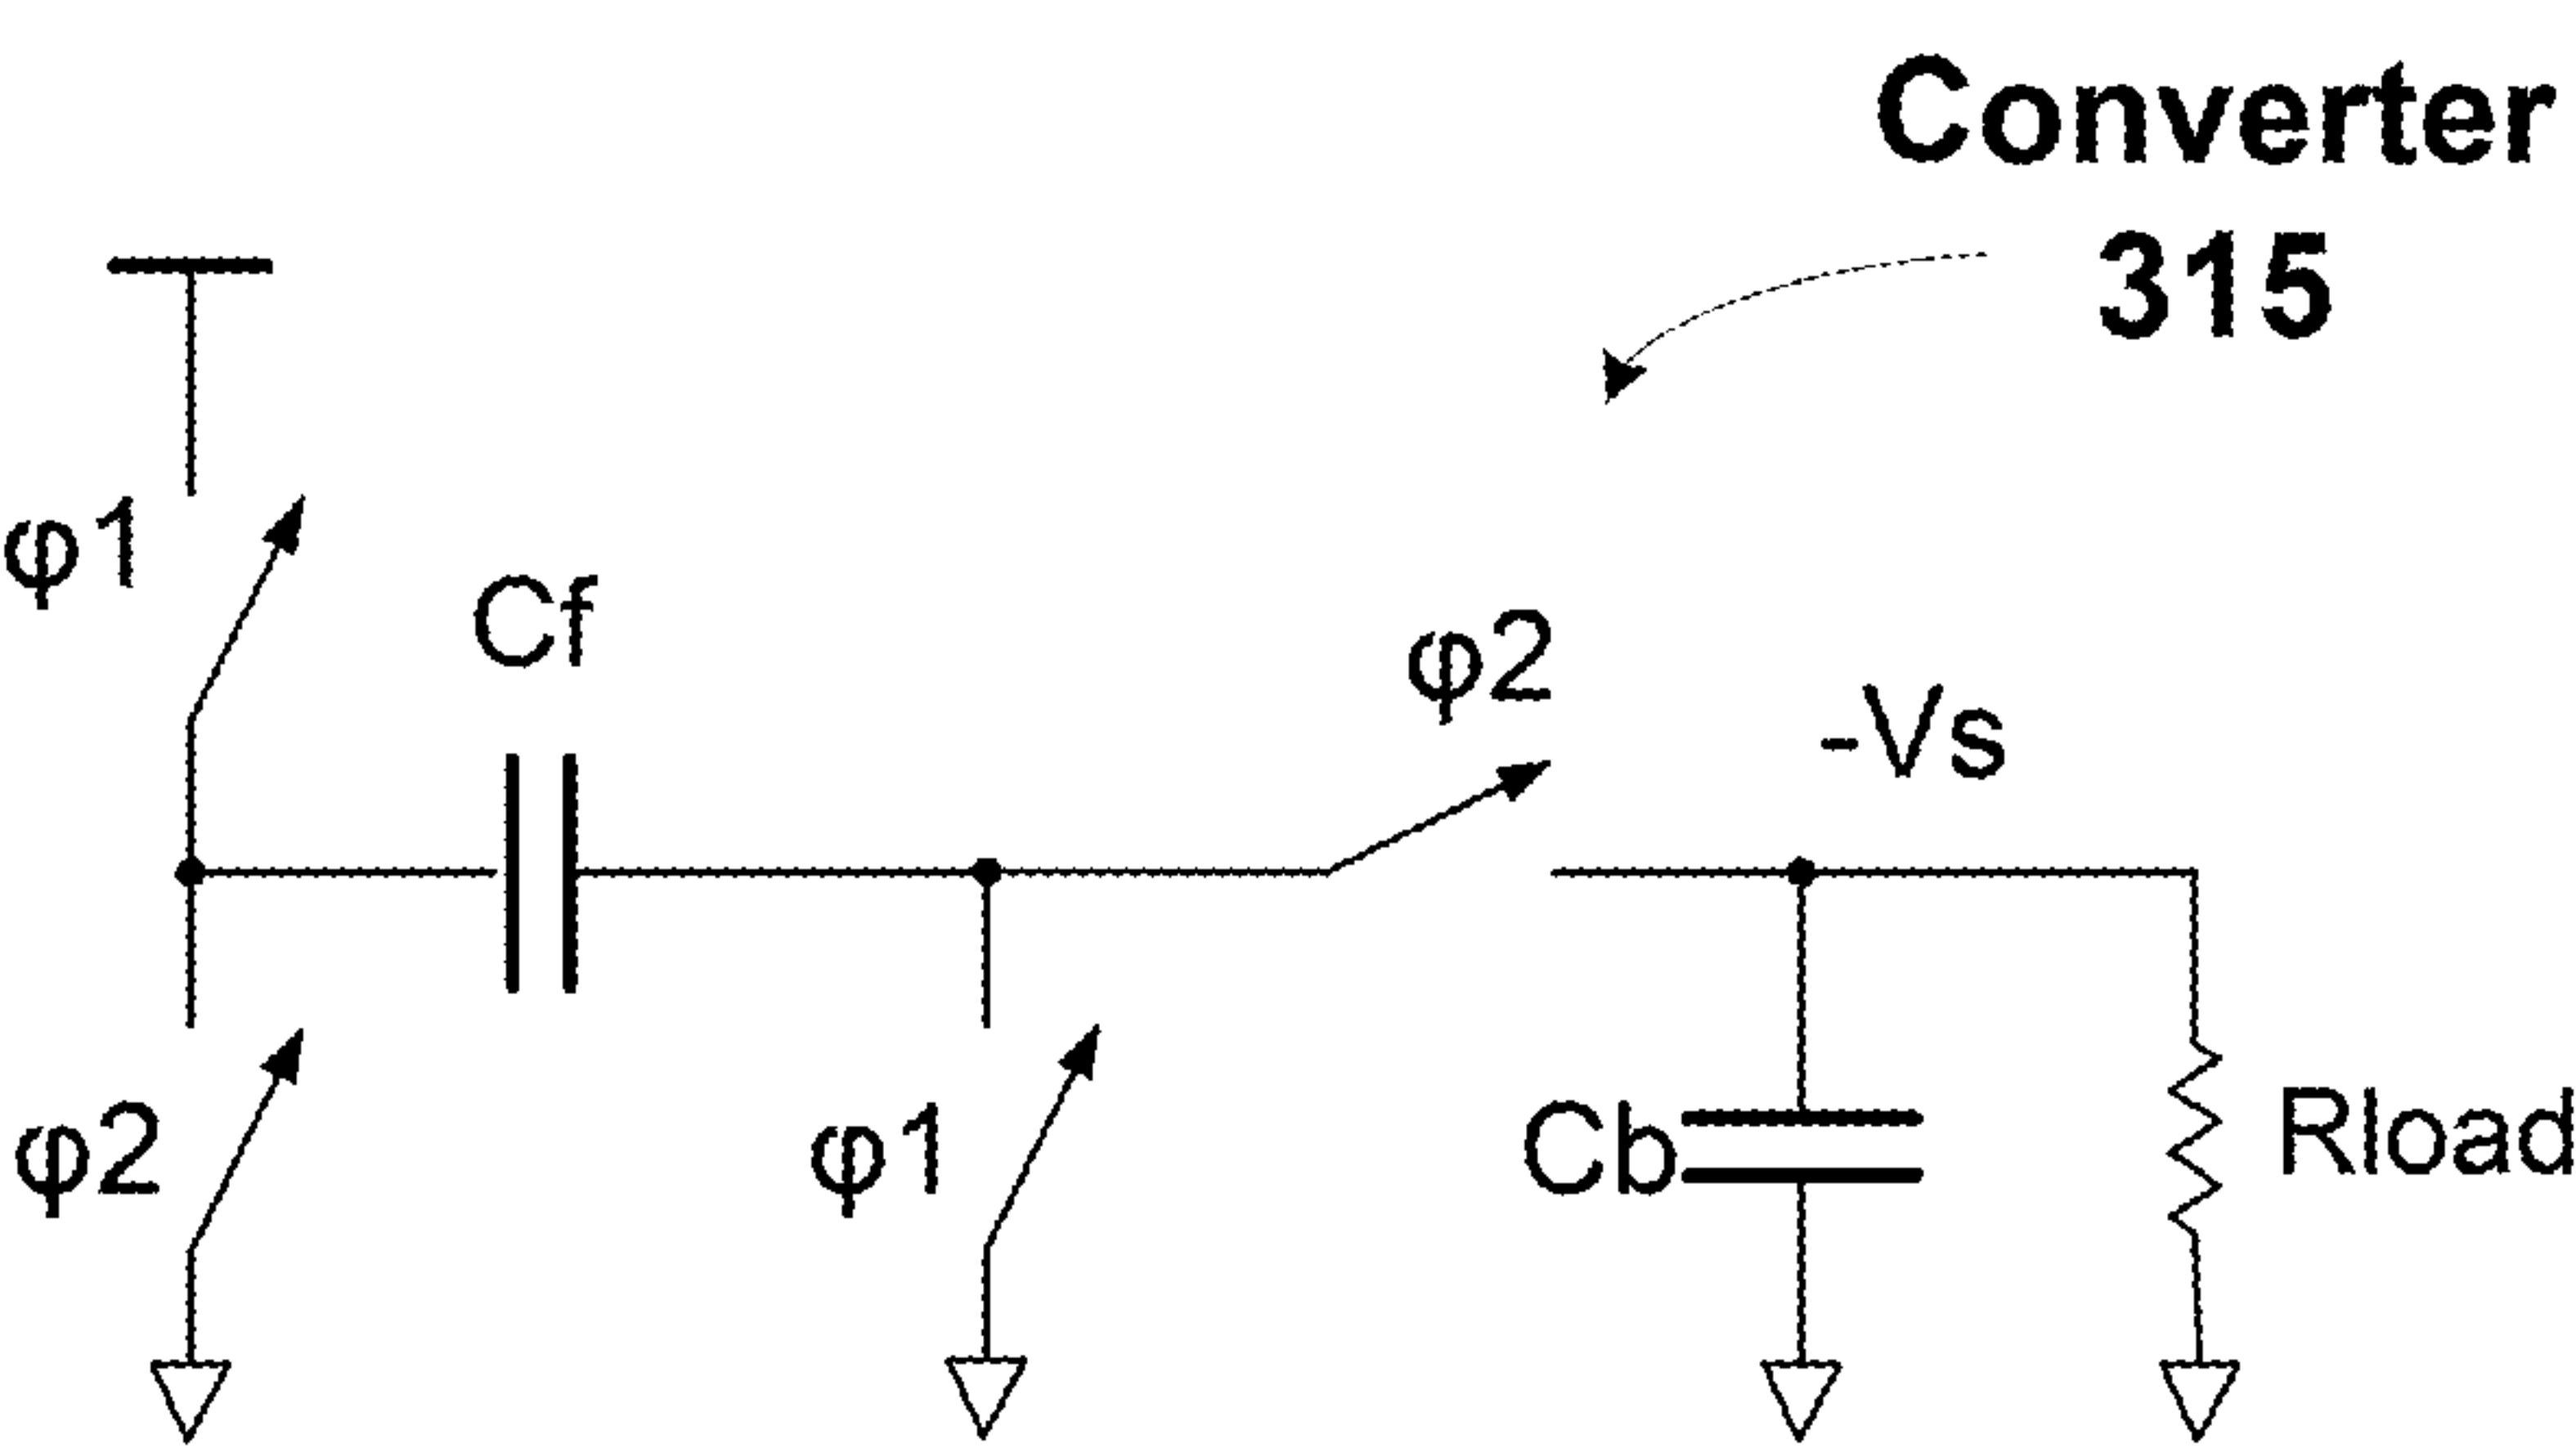 Converter
315
φ1
Cf
φ2
-Vs
φ2
φ1
Cb
Rload